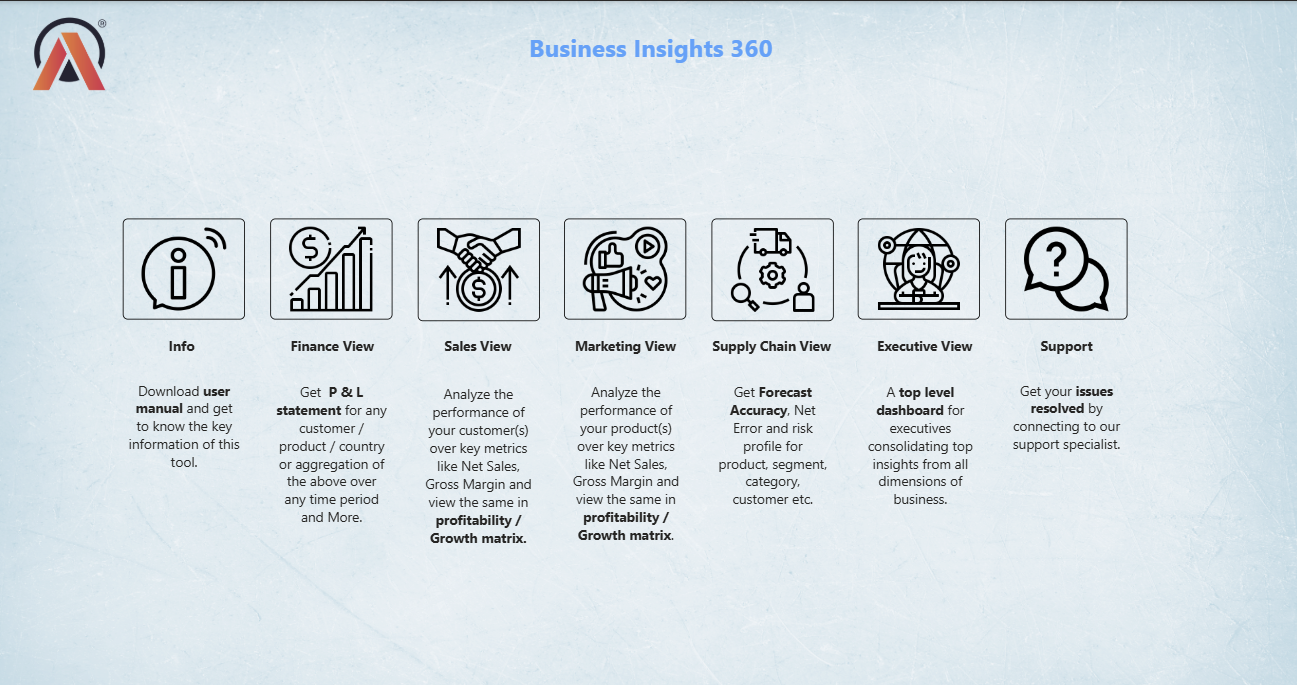 ®
Business Insights 360
Info
Download user
manual and get
to know the key
information of this
tool.
Finance View
Get  P & L
statement for any
customer /
product / country
or aggregation of
the above over
any time period
and More.
Sales View
Analyze the
performance of
your customer(s)
over key metrics
like Net Sales,
Gross Margin and
view the same in
profitability /
Growth matrix.
Marketing View
Analyze the
performance of
your product(s)
over key metrics
like Net Sales,
Gross Margin and
view the same in
profitability /
Growth matrix.
Supply Chain View
Get Forecast
Accuracy, Net
Error and risk
profile for
product, segment,
category,
customer etc.
Executive View
A top level
dashboard for
executives
consolidating top
insights from all
dimensions of
business.
Support
Get your issues
resolved by
connecting to our
support specialist.